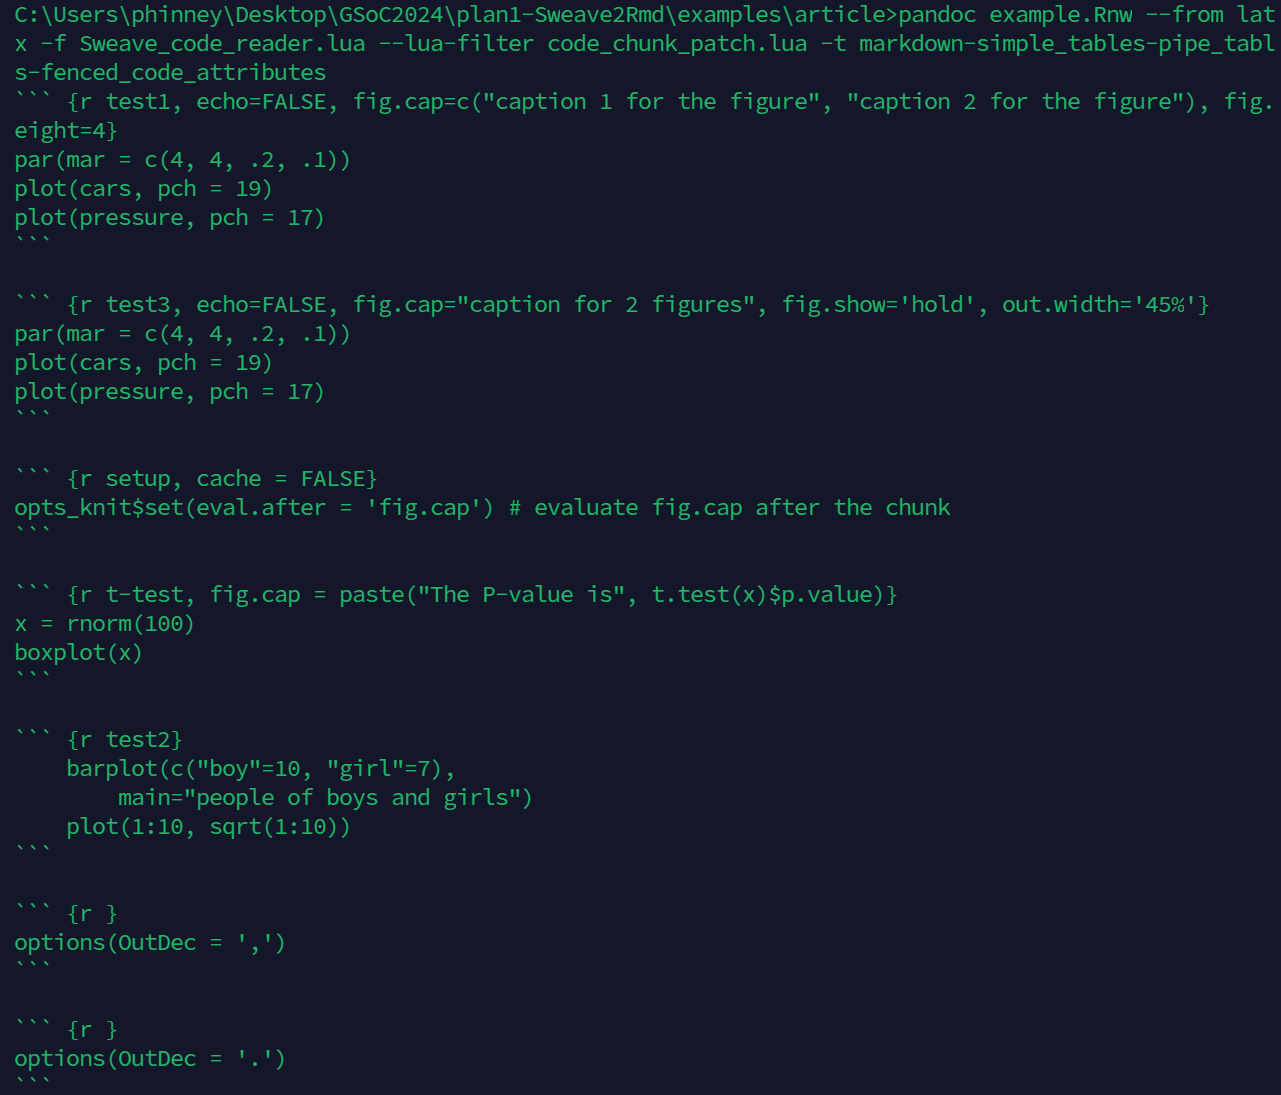 C:\Users\phinney\Desktop\GSoC2024\plan1-Sweave2Rmd\examples\article>pandoc example.Rnw --from lat
x -f Sweave_code_reader.lua --lua-filter code_chunk_patch.lua -t markdown-simple_tables-pipe_tabl
s-fenced_code_attributes
``` {r test1, echo=FALSE, fig.cap=c("caption 1 for the figure", "caption 2 for the figure"), fig.
eight=4}
par(mar = c(4, 4, .2, .1))
plot(cars, pch = 19)
plot(pressure, pch = 17)
```
``` {r test3, echo=FALSE, fig.cap="caption for 2 figures", fig.show='hold', out.width='45%'}
par(mar = c(4, 4, .2, .1))
plot(cars, pch = 19)
plot(pressure, pch = 17)
```
``` {r setup, cache = FALSE}
opts_knit$set(eval.after = 'fig.cap') # evaluate fig.cap after the chunk
```
``` {r t-test, fig.cap = paste("The P-value is", t.test(x)$p.value)}
x = rnorm(100)
boxplot(x)
```
``` {r test2}
    barplot(c("boy"=10, "girl"=7),
        main="people of boys and girls")
    plot(1:10, sqrt(1:10))
```
``` {r }
options(OutDec = ',')
```
``` {r }
options(OutDec = '.')
```